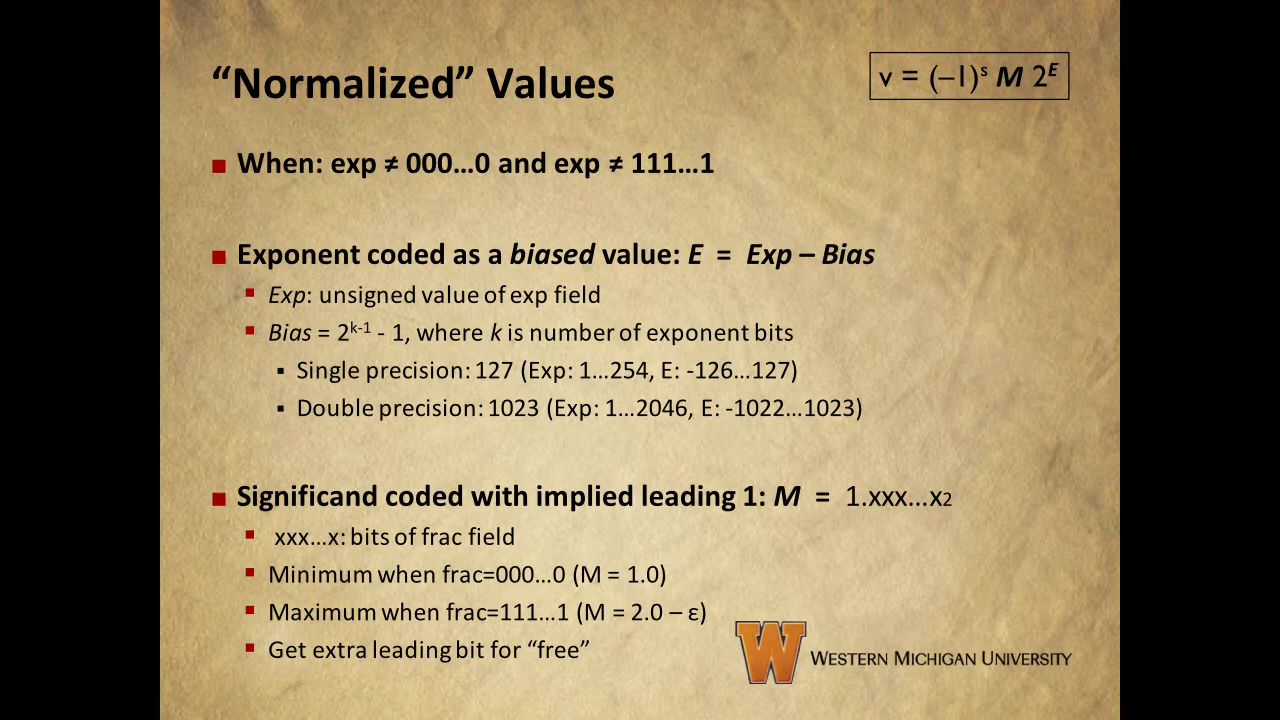 “Normalized” Values
v = (–1)ˢ M 2ᴱ
When: exp ≠ 000…0 and exp ≠ 111…1
Exponent coded as a biased value: E = Exp – Bias
Exp: unsigned value of exp field
Bias = 2ᵏ⁻¹ - 1, where k is number of exponent bits
Single precision: 127 (Exp: 1…254, E: -126…127)
Double precision: 1023 (Exp: 1…2046, E: -1022…1023)
Significand coded with implied leading 1: M = 1.xxx…x₂
xxx…x: bits of frac field
Minimum when frac=000…0 (M = 1.0)
Maximum when frac=111…1 (M = 2.0 – ε)
Get extra leading bit for “free”
W WESTERN MICHIGAN UNIVERSITY